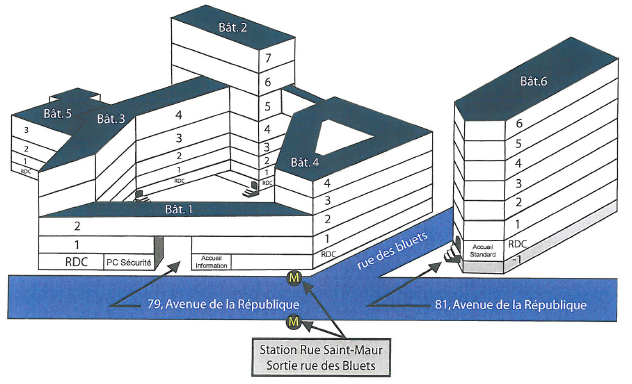 Bât. 2
7
6
5
4
3
2
1
RDC
Bât. 5
3
2
1
RDC
Bât. 3
4
3
2
1
RDC
Bât. 4
4
3
2
1
RDC
Bât. 1
2
1
RDC
PC Sécurité
Accueil
Information
Bât.6
6
5
4
3
2
1
RDC
-1
Accueil
Standard
rue des bluets
M
79, Avenue de la République
81, Avenue de la République
M
Station Rue Saint-Maur
Sortie rue des Bluets